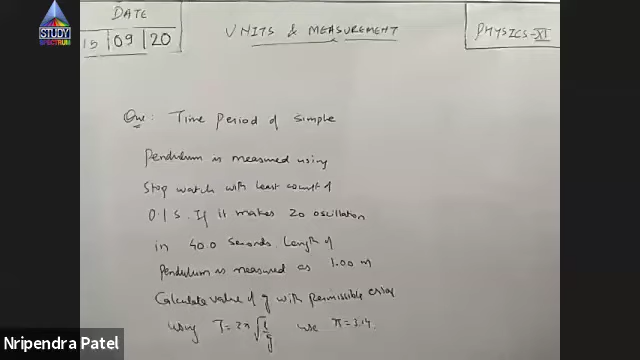 STUDY
SPECTRUM
DATE
15 | 09 | 20
UNITS & MEASUREMENT
PHYSICS-XI
Que: Time period of simple
pendulum is measured using
Stop watch with least count of
0.1 s. If it makes 20 oscillation
in 40.0 seconds. Length of
pendulum is measured as 1.00 m
Calculate value of g with permissible error
using T = 2π√(l/g) use π = 3.14.
Nripendra Patel